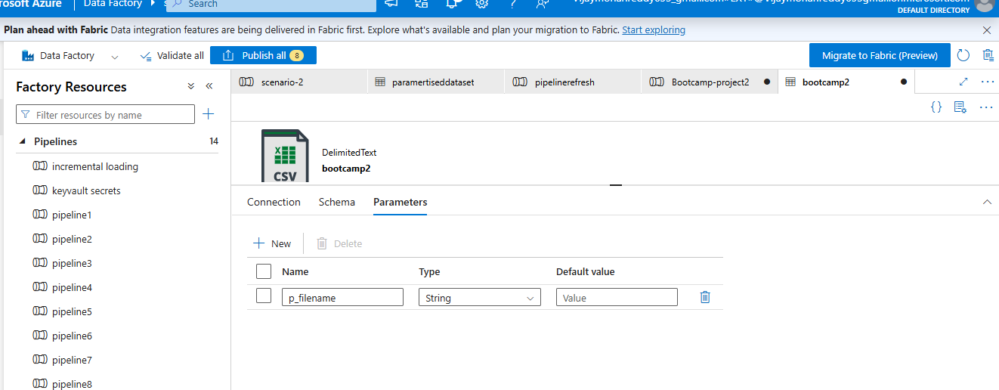 rosoft Azure Data Factory Search
DEFAULT DIRECTORY
Plan ahead with Fabric Data integration features are being delivered in Fabric first. Explore what's available and plan your migration to Fabric. Start exploring
Data Factory Validate all Publish all 8 Migrate to Fabric (Preview)
Factory Resources
scenario-2 paramertiseddataset pipelinerefresh Bootcamp-project2 bootcamp2
Filter resources by name
Pipelines 14
incremental loading
keyvault secrets
pipeline1
pipeline2
pipeline3
pipeline4
pipeline5
pipeline6
pipeline7
pipeline8
X
CSV
DelimitedText
bootcamp2
Connection Schema Parameters
New Delete
Name Type Default value
p_filename String Value